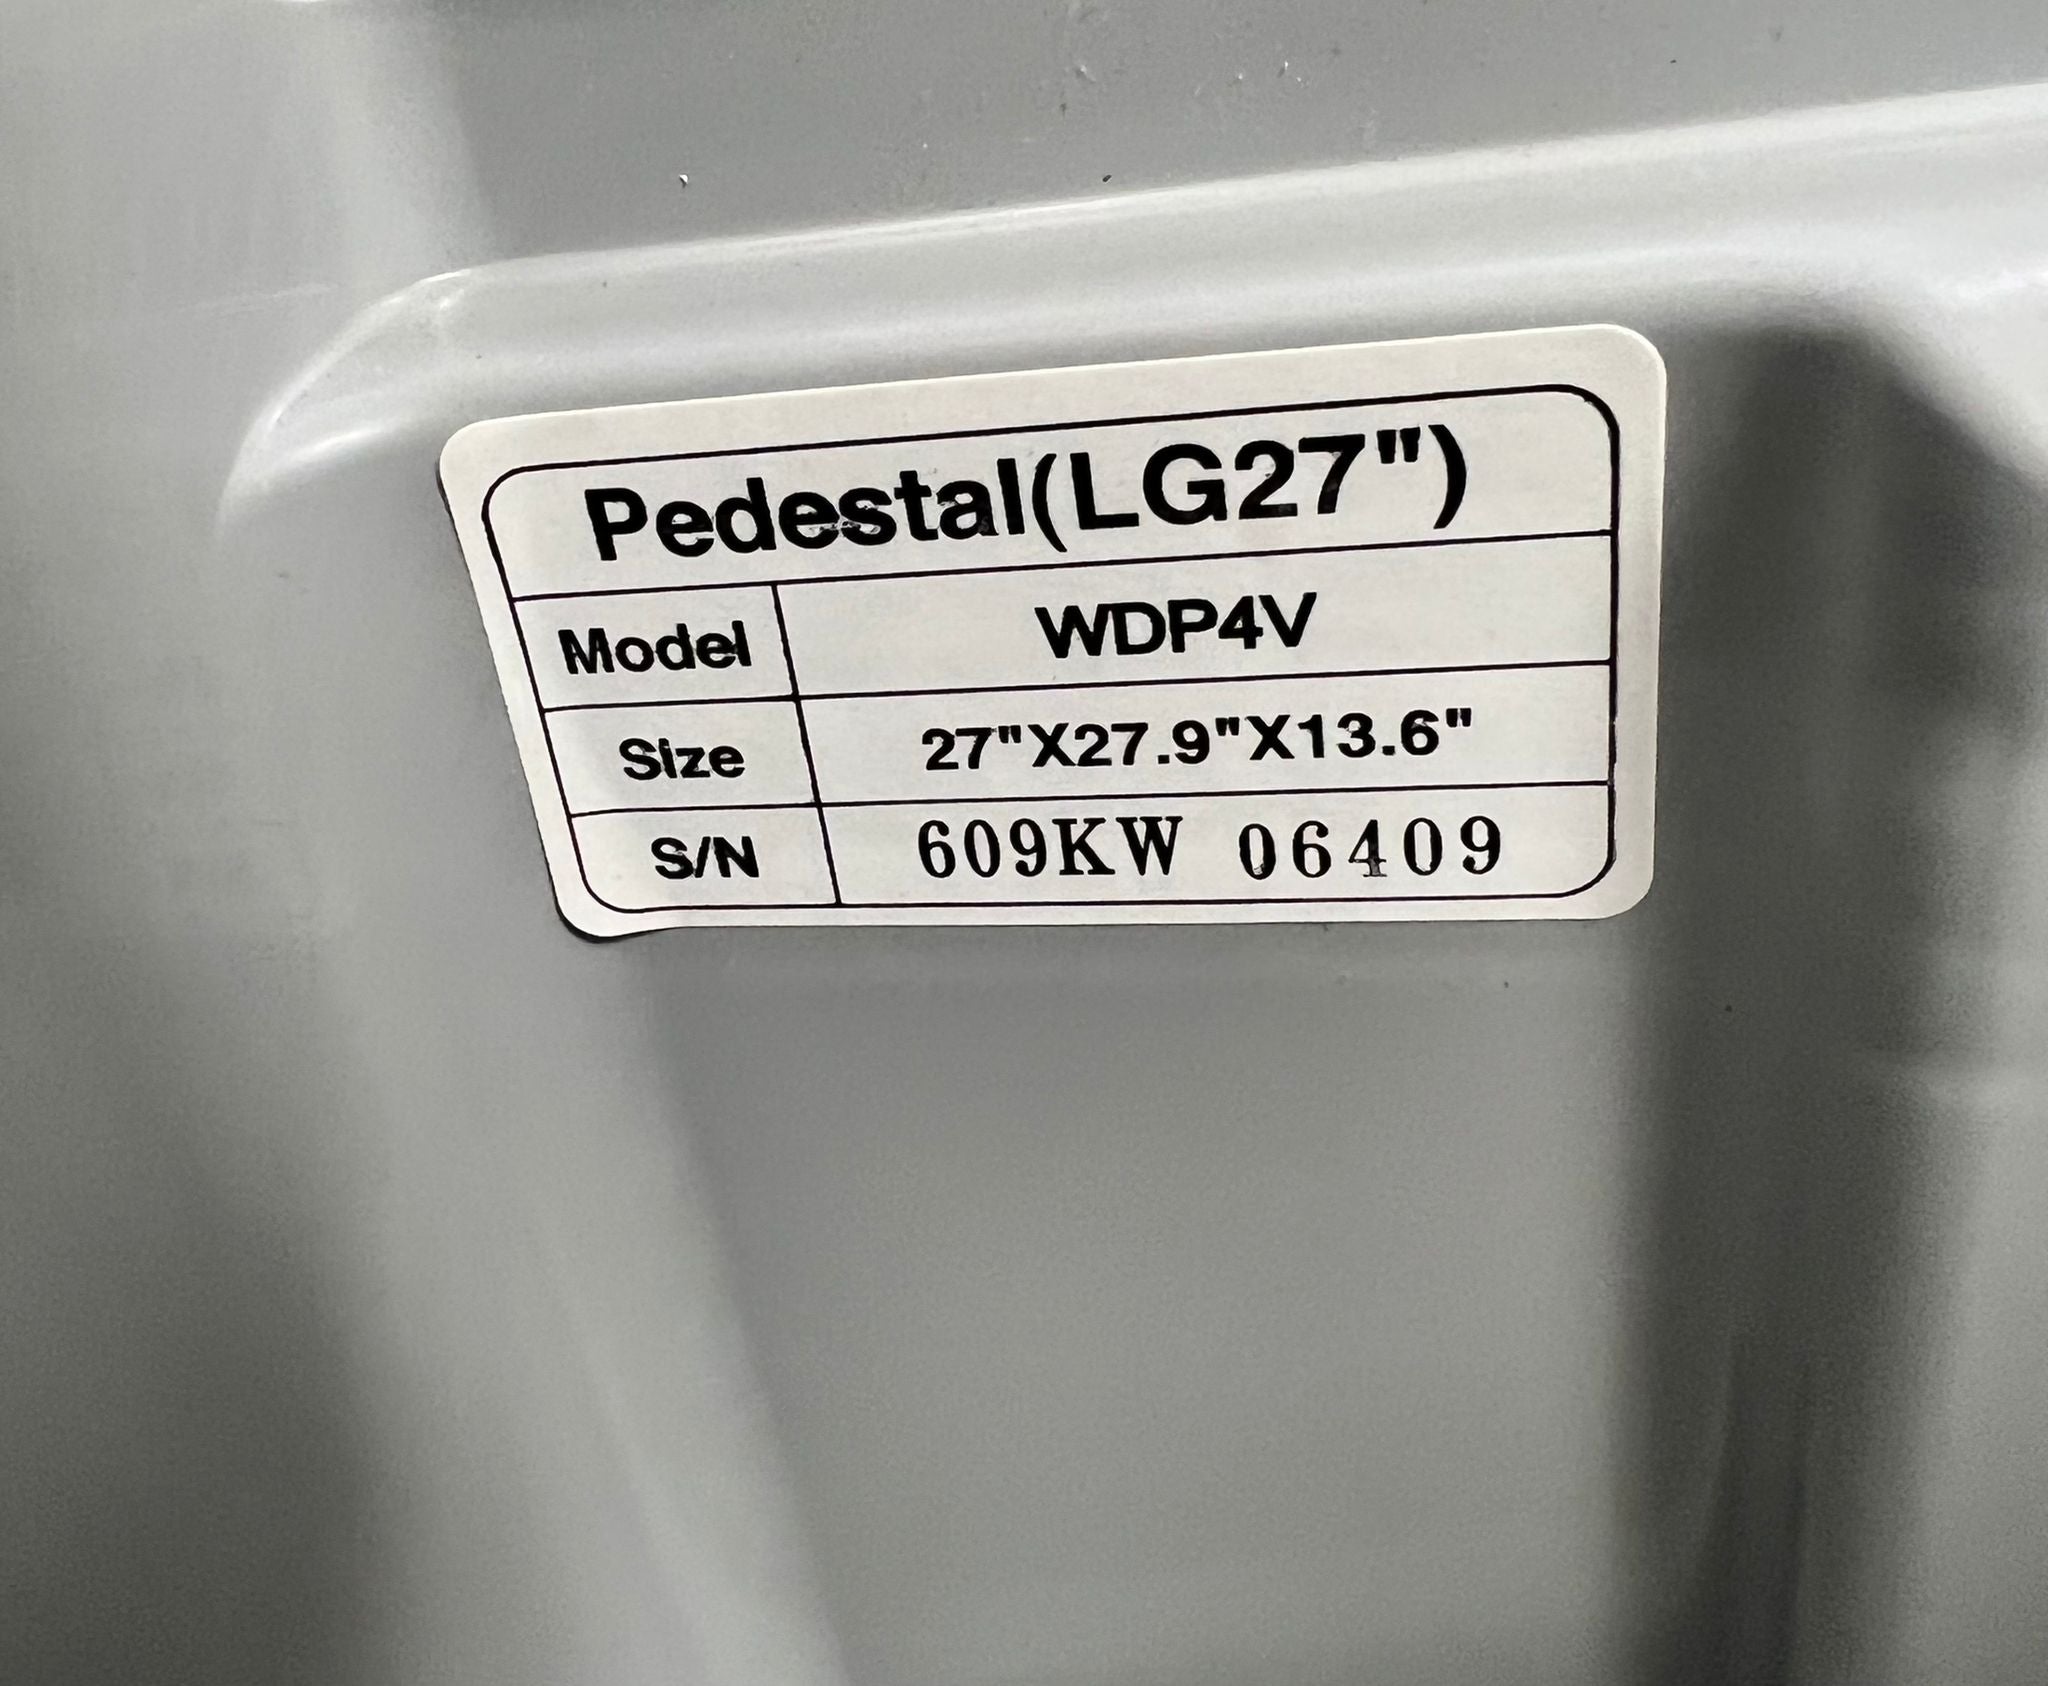 Pedestal(LG27")
Model WDP4V
Size 27"X27.9"X13.6"
S/N 609KW 06409